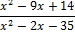 x² − 9x + 14
x² − 2x − 35